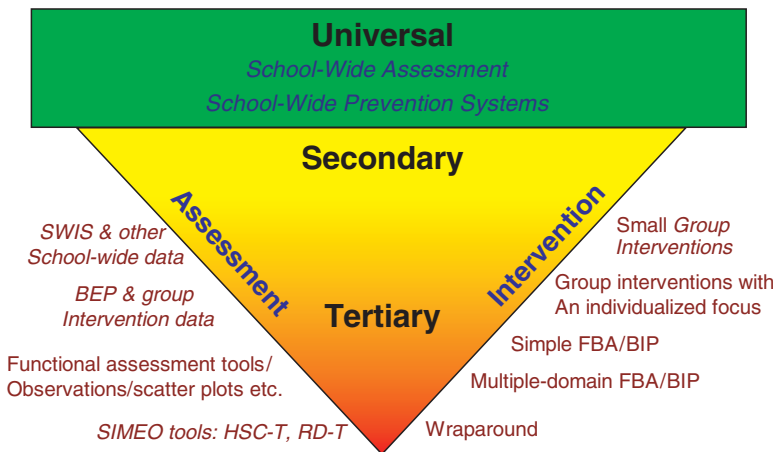 Universal
School-Wide Assessment
School-Wide Prevention Systems
Secondary
Assessment
Intervention
SWIS & other
School-wide data
BEP & group
Intervention data
Functional assessment tools/
Observations/scatter plots etc.
SIMEO tools: HSC-T, RD-T
Tertiary
Small Group
Interventions
Group interventions with
An individualized focus
Simple FBA/BIP
Multiple-domain FBA/BIP
Wraparound